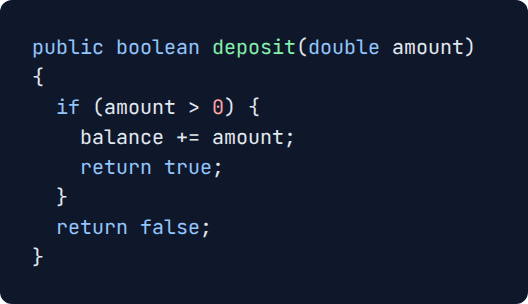 public boolean deposit(double amount)
{
  if (amount > 0) {
    balance += amount;
    return true;
  }
  return false;
}